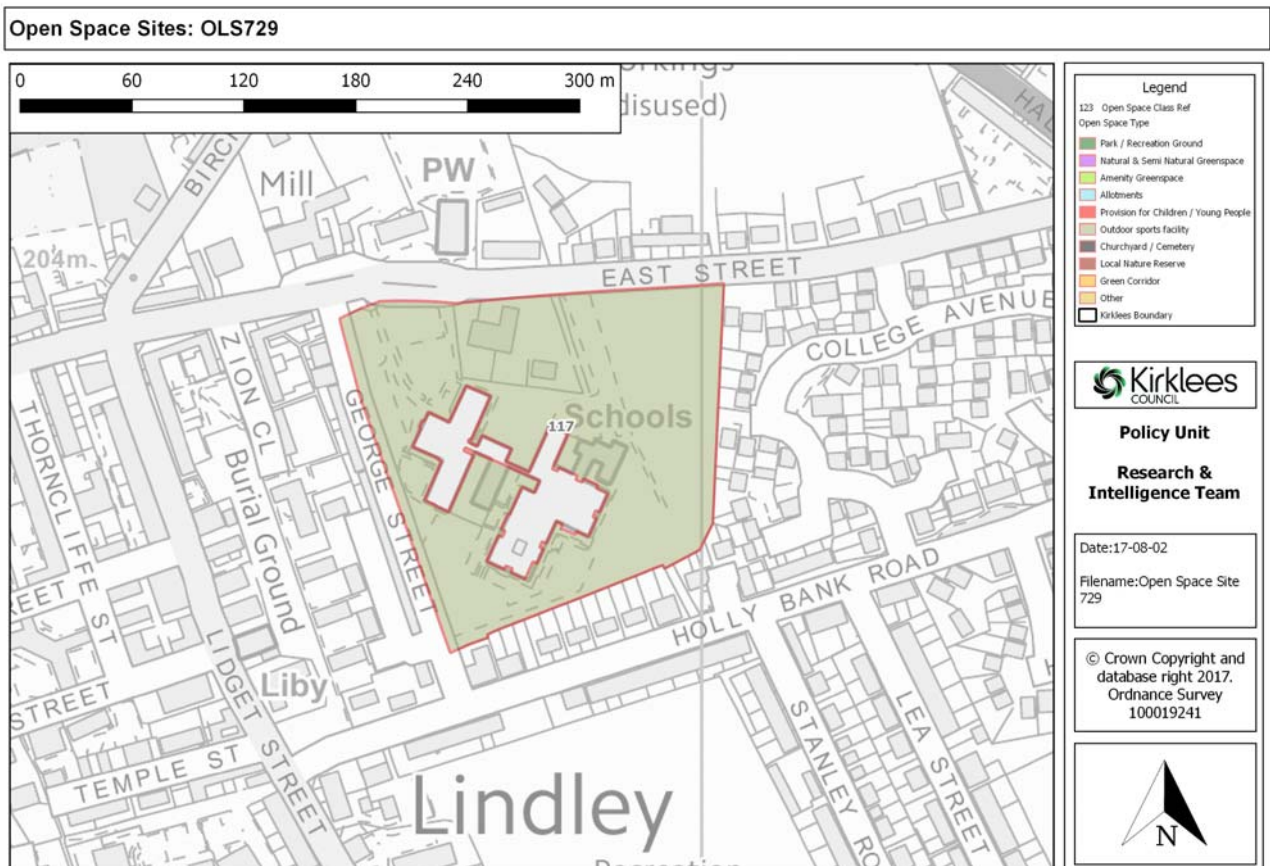 Open Space Sites: OLS729
0 60 120 180 240 300 m
disused)
Mill
PW
204m
EAST STREET
COLLEGE AVENUE
ZION CL
GEORGE STREET
Schools
117
THORNCLIFFE ST
Burial Ground
HOLLY BANK ROAD
LIDGET STREET
Liby
STREET
TEMPLE ST
STANLEY RO
LEA STREET
Lindley
Recreation
Legend
123 Open Space Class Ref
Open Space Type
Park / Recreation Ground
Natural & Semi Natural Greenspace
Amenity Greenspace
Allotments
Provision for Children / Young People
Outdoor sports facility
Churchyard / Cemetery
Local Nature Reserve
Green Corridor
Other
Kirklees Boundary
Kirklees
COUNCIL
Policy Unit
Research &
Intelligence Team
Date:17-08-02
Filename:Open Space Site
729
© Crown Copyright and
database right 2017.
Ordnance Survey
100019241
N